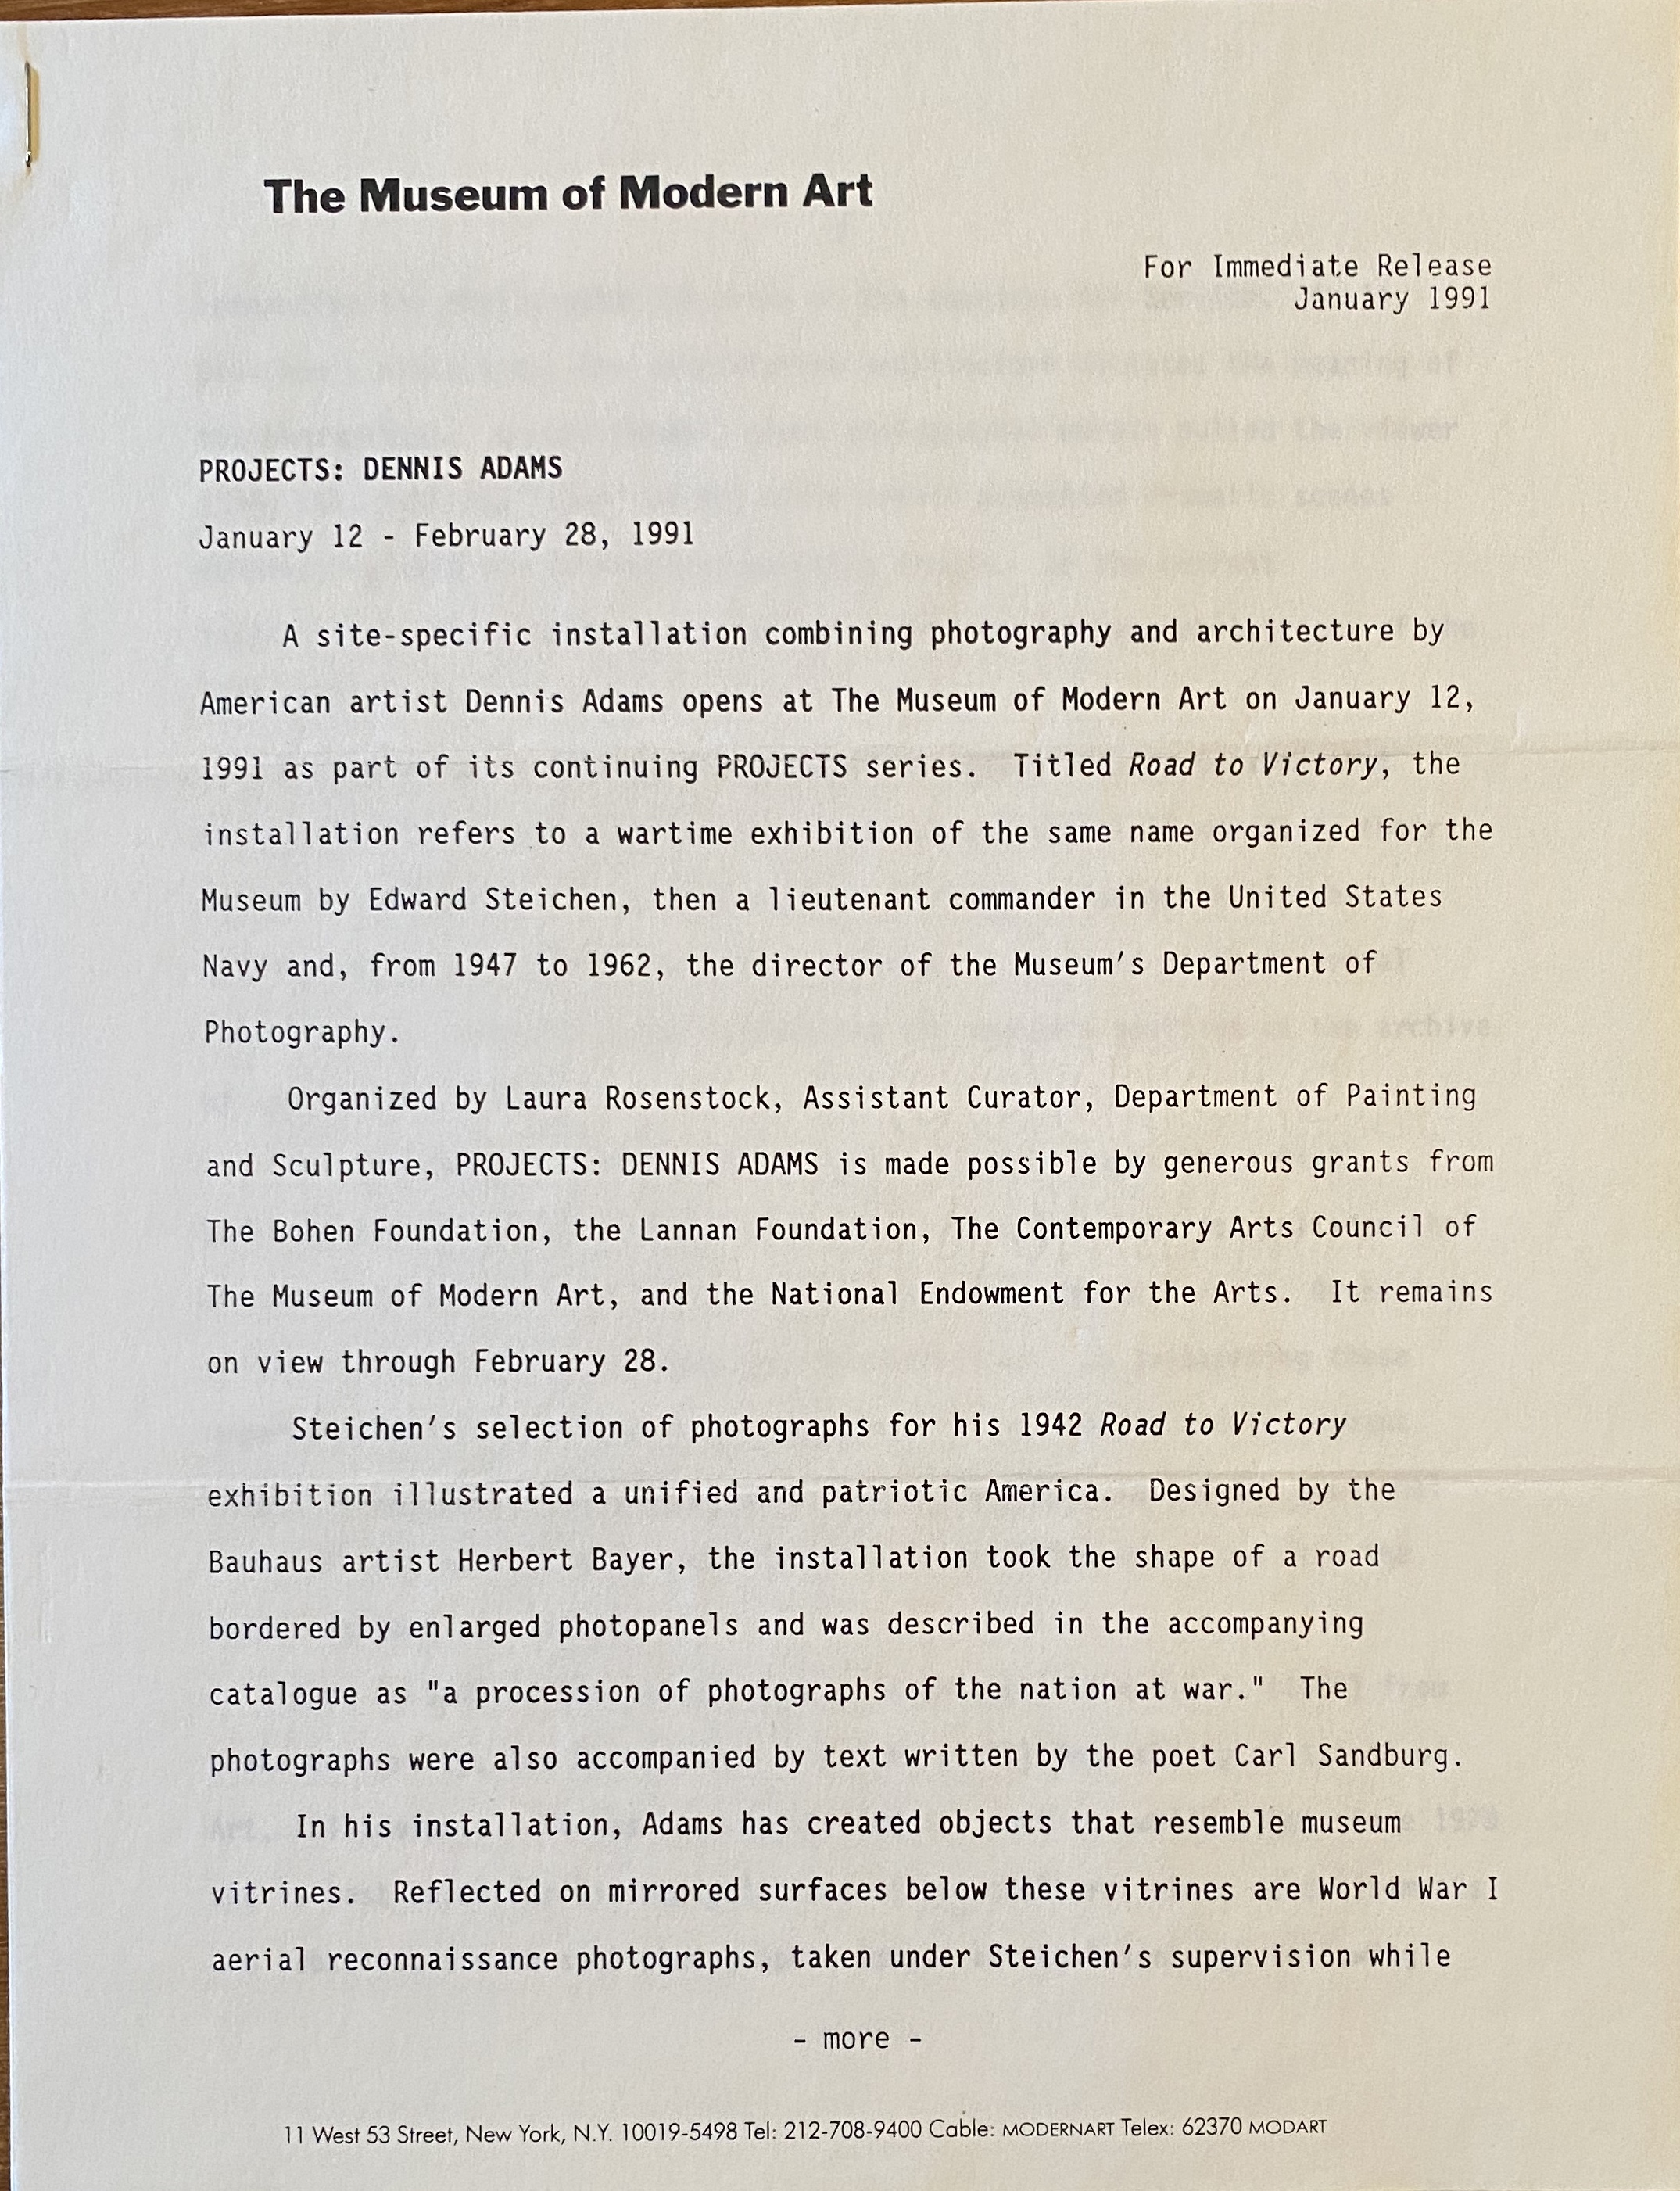 The Museum of Modern Art
For Immediate Release
January 1991
PROJECTS: DENNIS ADAMS
January 12 - February 28, 1991
A site-specific installation combining photography and architecture by
American artist Dennis Adams opens at The Museum of Modern Art on January 12,
1991 as part of its continuing PROJECTS series.  Titled Road to Victory, the
installation refers to a wartime exhibition of the same name organized for the
Museum by Edward Steichen, then a lieutenant commander in the United States
Navy and, from 1947 to 1962, the director of the Museum's Department of
Photography.
Organized by Laura Rosenstock, Assistant Curator, Department of Painting
and Sculpture, PROJECTS: DENNIS ADAMS is made possible by generous grants from
The Bohen Foundation, the Lannan Foundation, The Contemporary Arts Council of
The Museum of Modern Art, and the National Endowment for the Arts.  It remains
on view through February 28.
Steichen's selection of photographs for his 1942 Road to Victory
exhibition illustrated a unified and patriotic America.  Designed by the
Bauhaus artist Herbert Bayer, the installation took the shape of a road
bordered by enlarged photopanels and was described in the accompanying
catalogue as "a procession of photographs of the nation at war."  The
photographs were also accompanied by text written by the poet Carl Sandburg.
In his installation, Adams has created objects that resemble museum
vitrines.  Reflected on mirrored surfaces below these vitrines are World War I
aerial reconnaissance photographs, taken under Steichen's supervision while
- more -
11 West 53 Street, New York, N.Y. 10019-5498 Tel: 212-708-9400 Cable: MODERNART Telex: 62370 MODART